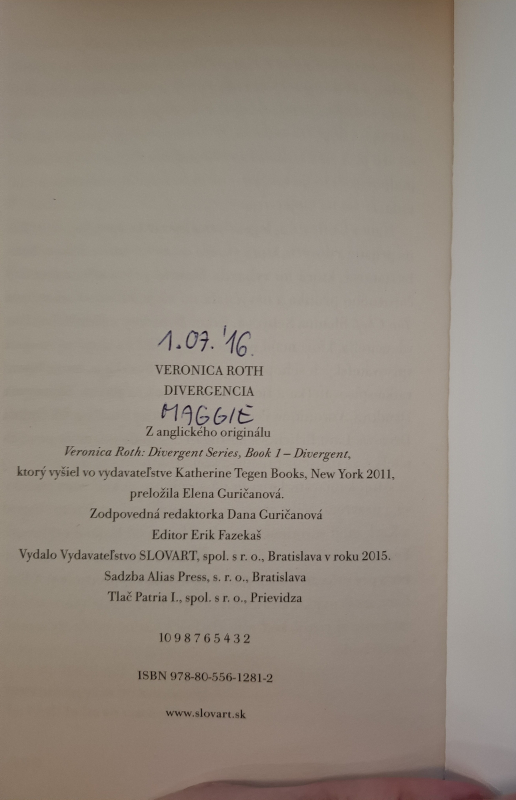 1.07.'16.
VERONICA ROTH
DIVERGENCIA
MAGGIE
Z anglického originálu
Veronica Roth: Divergent Series, Book 1 – Divergent,
ktorý vyšiel vo vydavateľstve Katherine Tegen Books, New York 2011,
preložila Elena Guričanová.
Zodpovedná redaktorka Dana Guričanová
Editor Erik Fazekaš
Vydalo Vydavateľstvo SLOVART, spol. s r. o., Bratislava v roku 2015.
Sadzba Alias Press, s. r. o., Bratislava
Tlač Patria I., spol. s r. o., Prievidza
10 9 8 7 6 5 4 3 2
ISBN 978-80-556-1281-2
www.slovart.sk